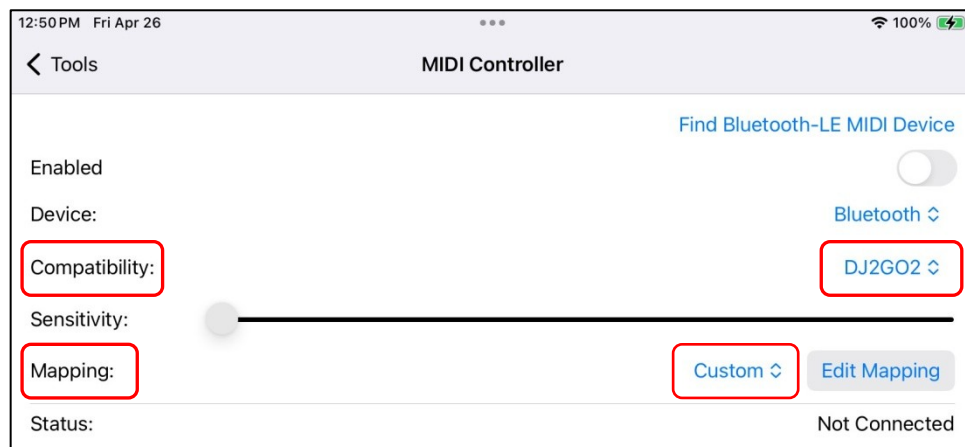 12:50 PM Fri Apr 26 100%
Tools MIDI Controller
Find Bluetooth-LE MIDI Device
Enabled
Device: Bluetooth
Compatibility: DJ2GO2
Sensitivity:
Mapping: Custom Edit Mapping
Status: Not Connected